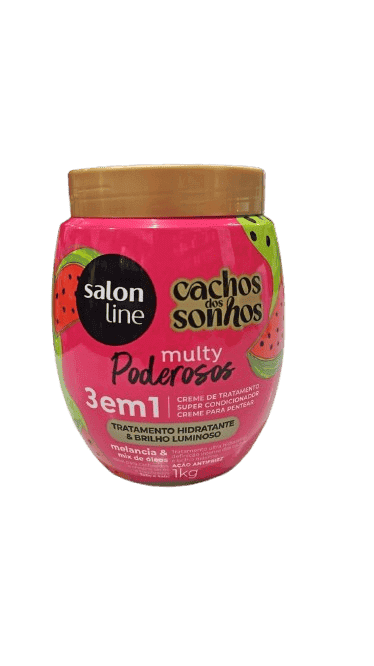 salon
line
cachos
dos
sonhos
multy
Poderosos
3em1
CREME DE TRATAMENTO
SUPER CONDICIONADOR
CREME PARA PENTEAR
TRATAMENTO HIDRATANTE
& BRILHO LUMINOSO
melancia &
mix de óleos
AÇÃO ANTIFRIZZ
1kg